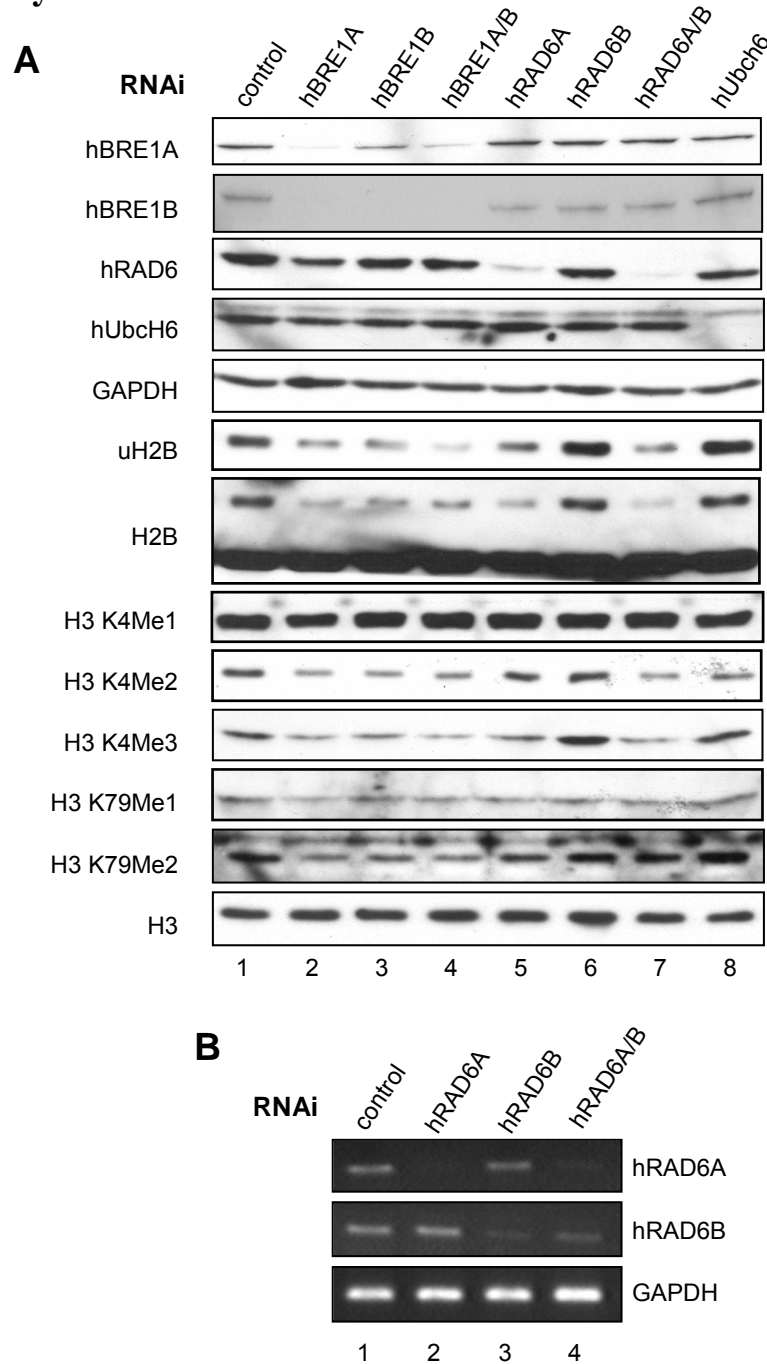 y
A
RNAi
control
hBRE1A
hBRE1B
hBRE1A/B
hRAD6A
hRAD6B
hRAD6A/B
hUbch6
hBRE1A
hBRE1B
hRAD6
hUbcH6
GAPDH
uH2B
H2B
H3 K4Me1
H3 K4Me2
H3 K4Me3
H3 K79Me1
H3 K79Me2
H3
1 2 3 4 5 6 7 8
B
RNAi
control
hRAD6A
hRAD6B
hRAD6A/B
hRAD6A
hRAD6B
GAPDH
1 2 3 4